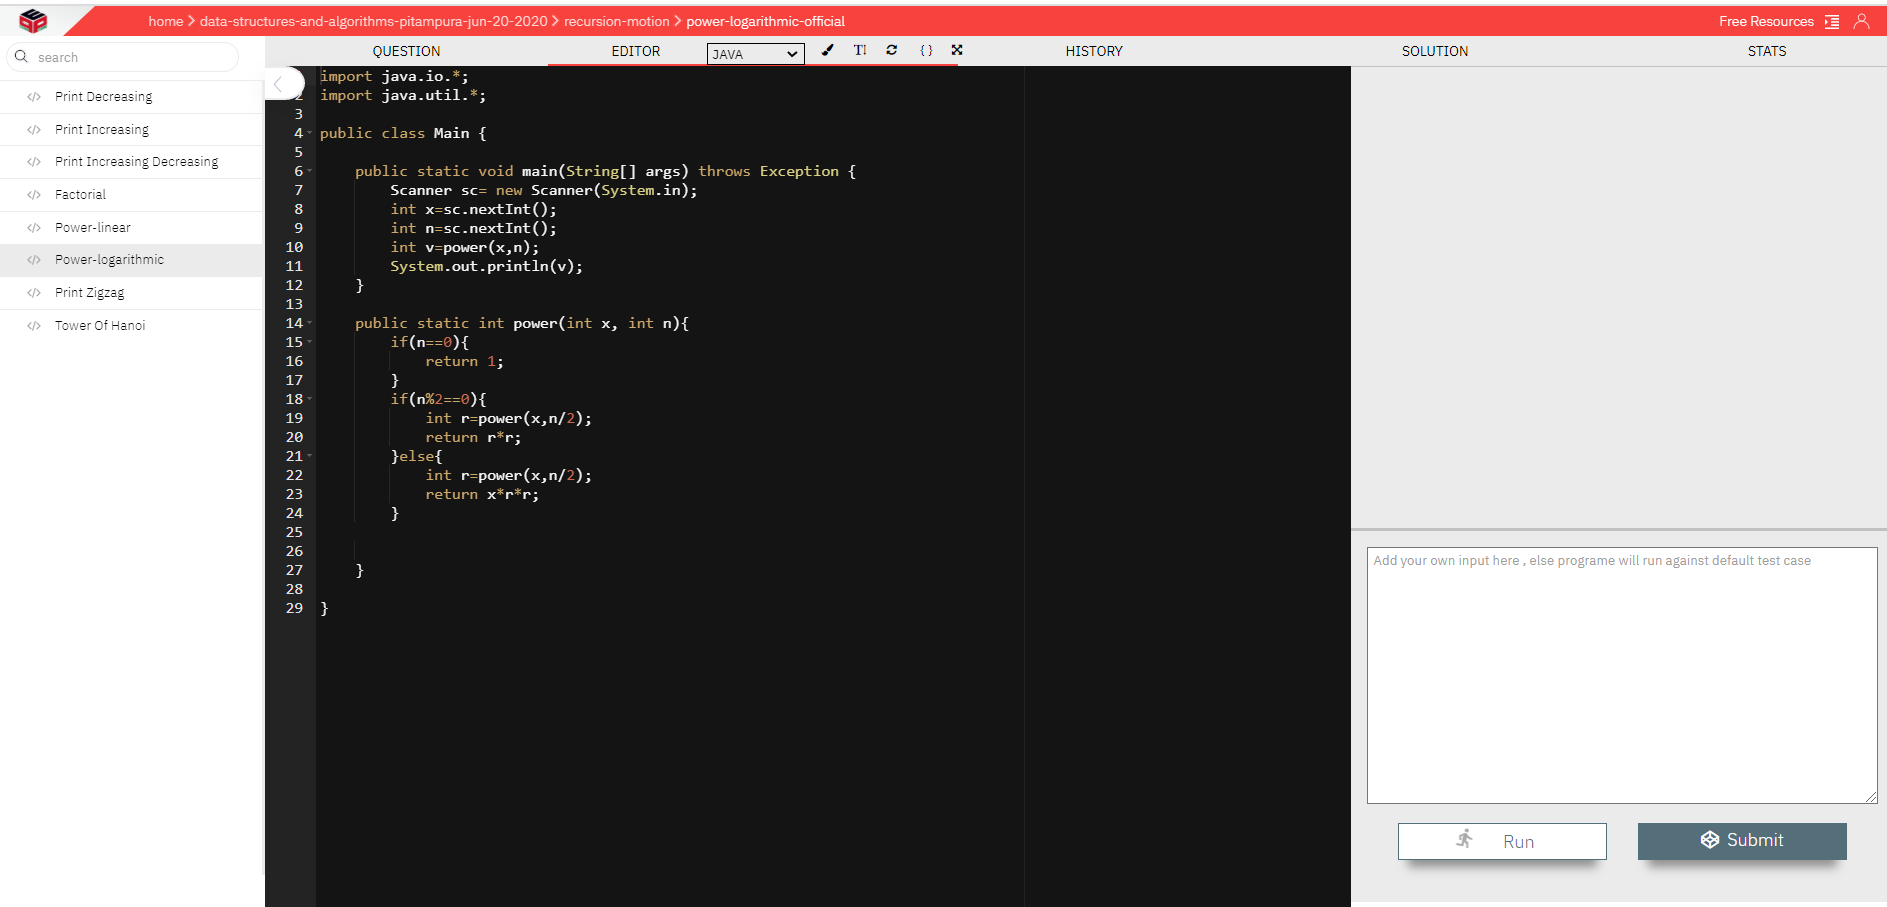 home > data-structures-and-algorithms-pitampura-jun-20-2020 > recursion-motion > power-logarithmic-official
Free Resources
search
Print Decreasing
Print Increasing
Print Increasing Decreasing
Factorial
Power-linear
Power-logarithmic
Print Zigzag
Tower Of Hanoi
QUESTION EDITOR JAVA TI {} HISTORY SOLUTION STATS
import java.io.*;
2 import java.util.*;
3
4 public class Main {
5
6     public static void main(String[] args) throws Exception {
7         Scanner sc= new Scanner(System.in);
8         int x=sc.nextInt();
9         int n=sc.nextInt();
10         int v=power(x,n);
11         System.out.println(v);
12     }
13
14     public static int power(int x, int n){
15         if(n==0){
16             return 1;
17         }
18         if(n%2==0){
19             int r=power(x,n/2);
20             return r*r;
21         }else{
22             int r=power(x,n/2);
23             return x*r*r;
24         }
25
26
27     }
28
29 }
Add your own input here , else programe will run against default test case
Run
Submit